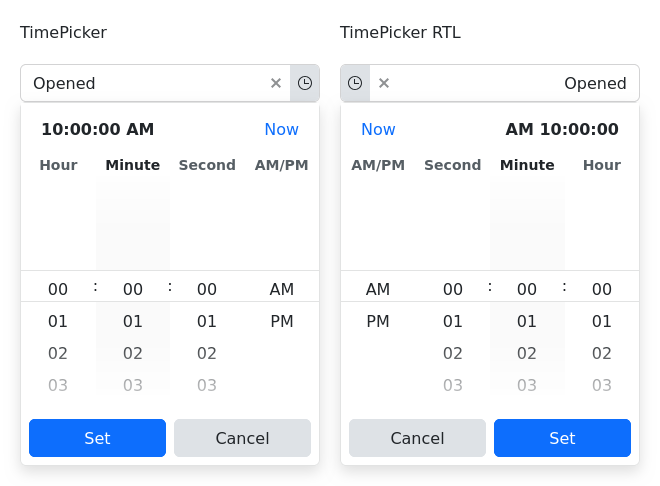 TimePicker
Opened ×
10:00:00 AM Now
Hour Minute Second AM/PM
00 : 00 : 00 AM
01 01 01 PM
02 02 02
03 03 03
Set Cancel
TimePicker RTL
× Opened
Now AM 10:00:00
AM/PM Second Minute Hour
AM 00 : 00 : 00
PM 01 01 01
02 02 02
03 03 03
Cancel Set